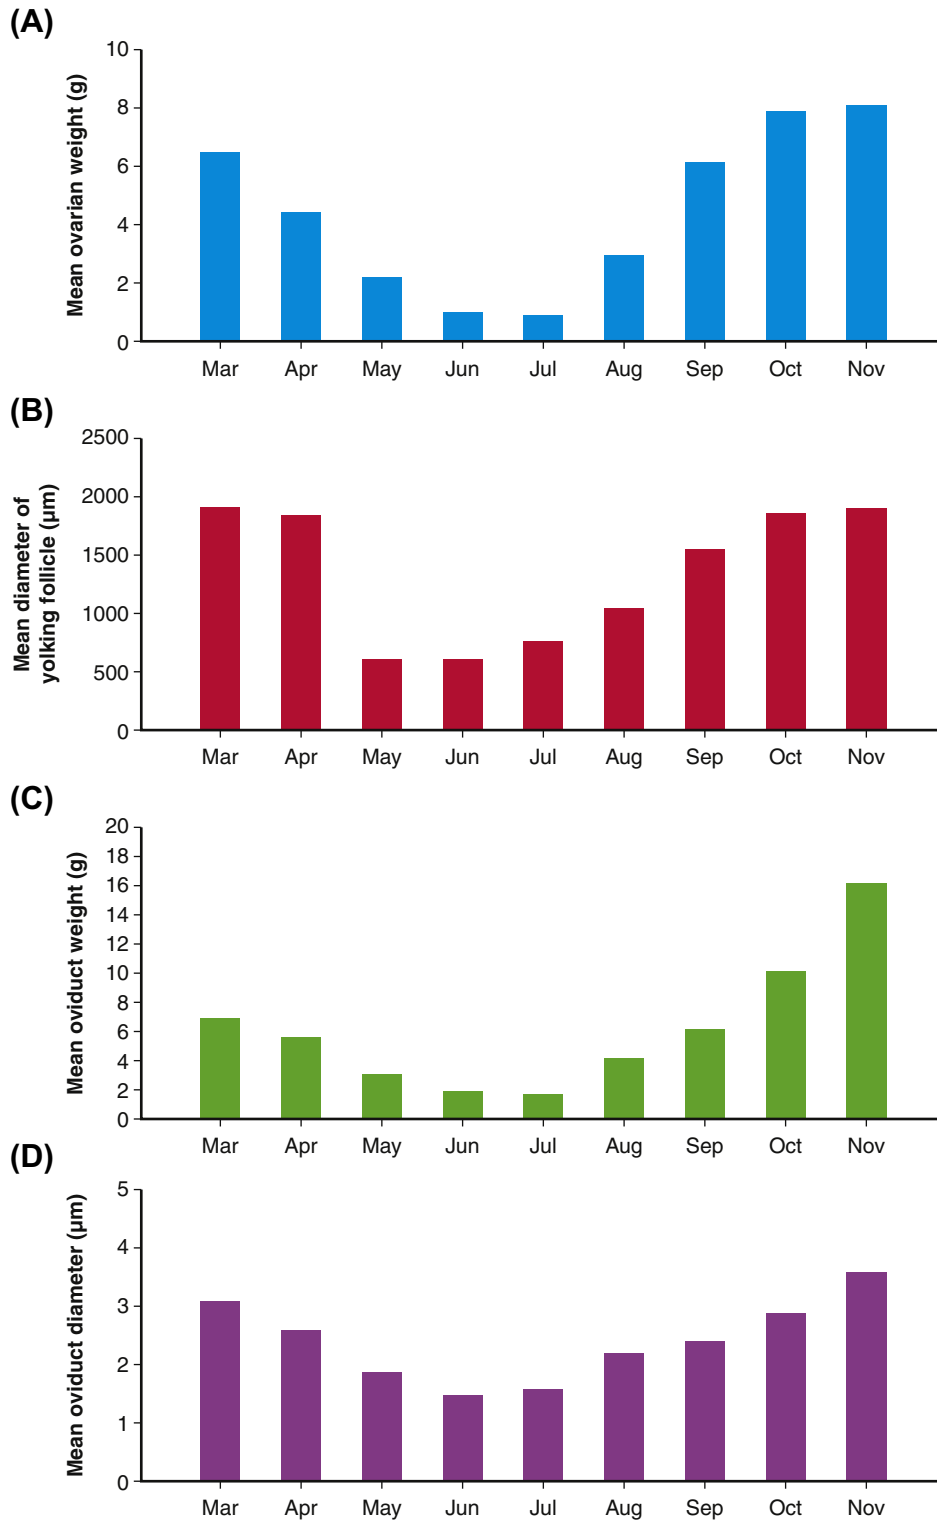 (A)
Mean ovarian weight (g)
10
8
6
4
2
0
Mar Apr May Jun Jul Aug Sep Oct Nov
(B)
Mean diameter of
yolking follicle (µm)
2500
2000
1500
1000
500
0
Mar Apr May Jun Jul Aug Sep Oct Nov
(C)
Mean oviduct weight (g)
20
18
16
14
12
10
8
6
4
2
0
Mar Apr May Jun Jul Aug Sep Oct Nov
(D)
Mean oviduct diameter (µm)
5
4
3
2
1
0
Mar Apr May Jun Jul Aug Sep Oct Nov